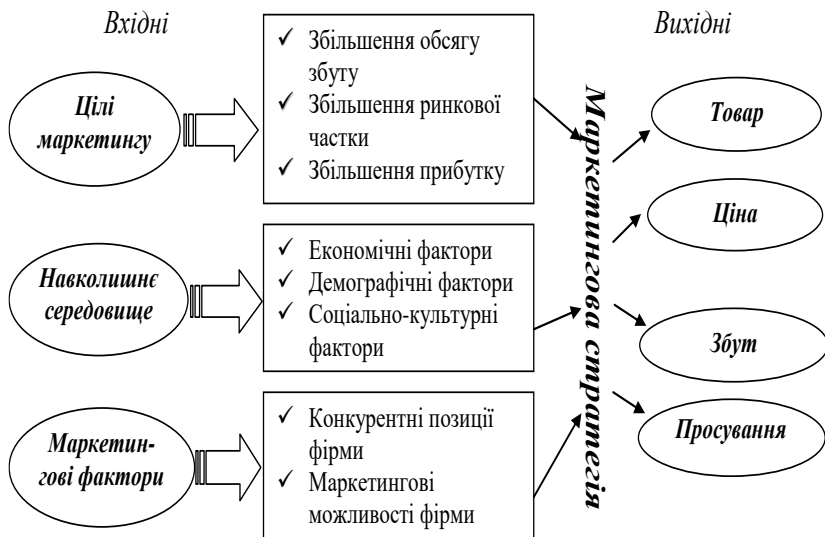 Вхідні
Вихідні
Цілі
маркетингу
✓ Збільшення обсягу
збуту
✓ Збільшення ринкової
частки
✓ Збільшення прибутку
Навколишнє
середовище
✓ Економічні фактори
✓ Демографічні фактори
✓ Соціально-культурні
фактори
Маркетин-
гові фактори
✓ Конкурентні позиції
фірми
✓ Маркетингові
можливості фірми
Маркетингова стратегія
Товар
Ціна
Збут
Просування